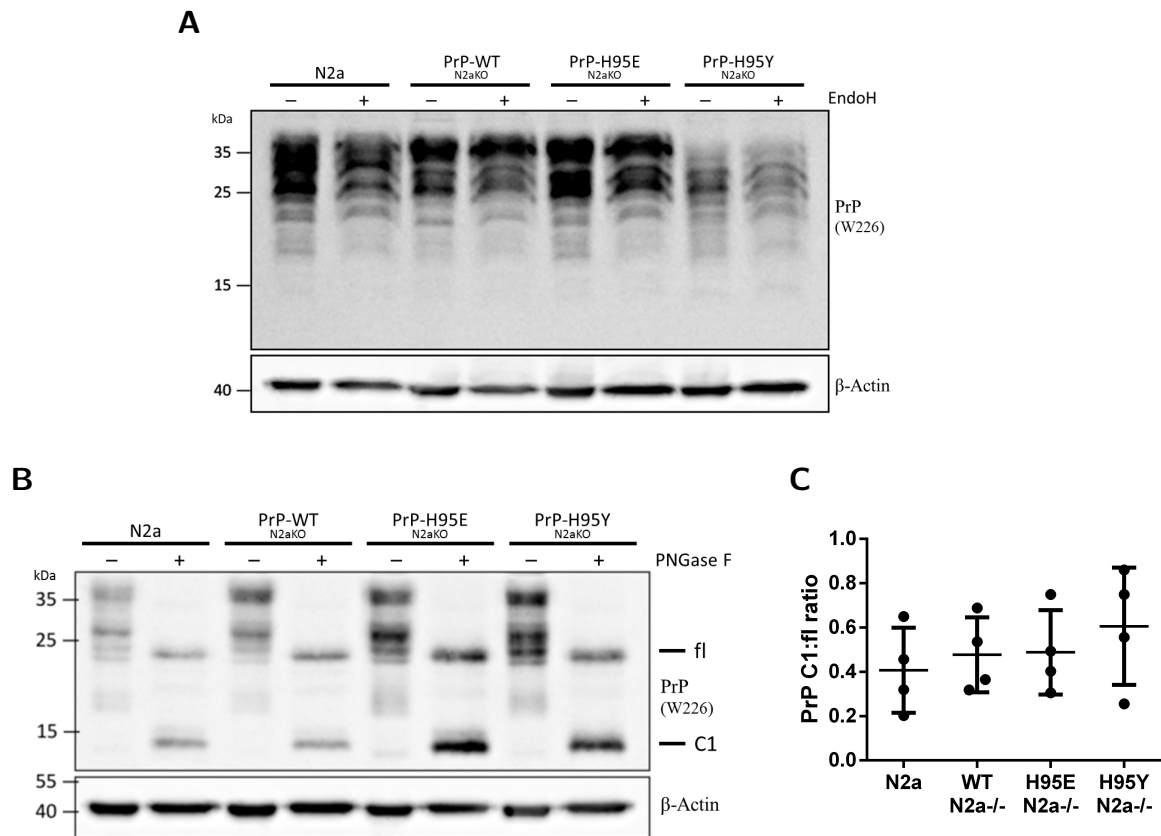 A
N2a PrP-WT PrP-H95E PrP-H95Y
N2aKO N2aKO N2aKO
– + – + – + – + EndoH
kDa
35
25
PrP
(W226)
15
40 β-Actin
B
N2a PrP-WT PrP-H95E PrP-H95Y
N2aKO N2aKO N2aKO
– + – + – + – + PNGase F
kDa
35
25
fl
PrP
(W226)
15
C1
55
40 β-Actin
C
PrP C1:fl ratio
1.0
0.8
0.6
0.4
0.2
0.0
N2a WT H95E H95Y
N2a-/- N2a-/- N2a-/-